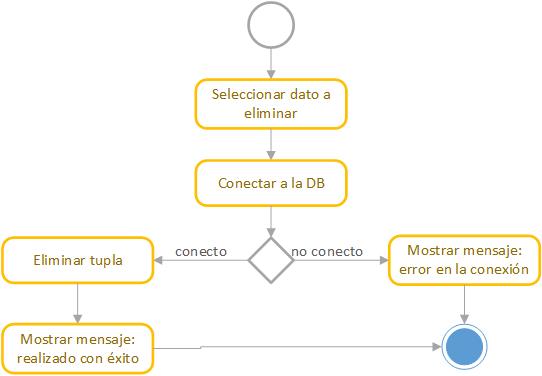 Seleccionar dato a
eliminar
Conectar a la DB
conecto
no conecto
Eliminar tupla
Mostrar mensaje:
error en la conexión
Mostrar mensaje:
realizado con éxito